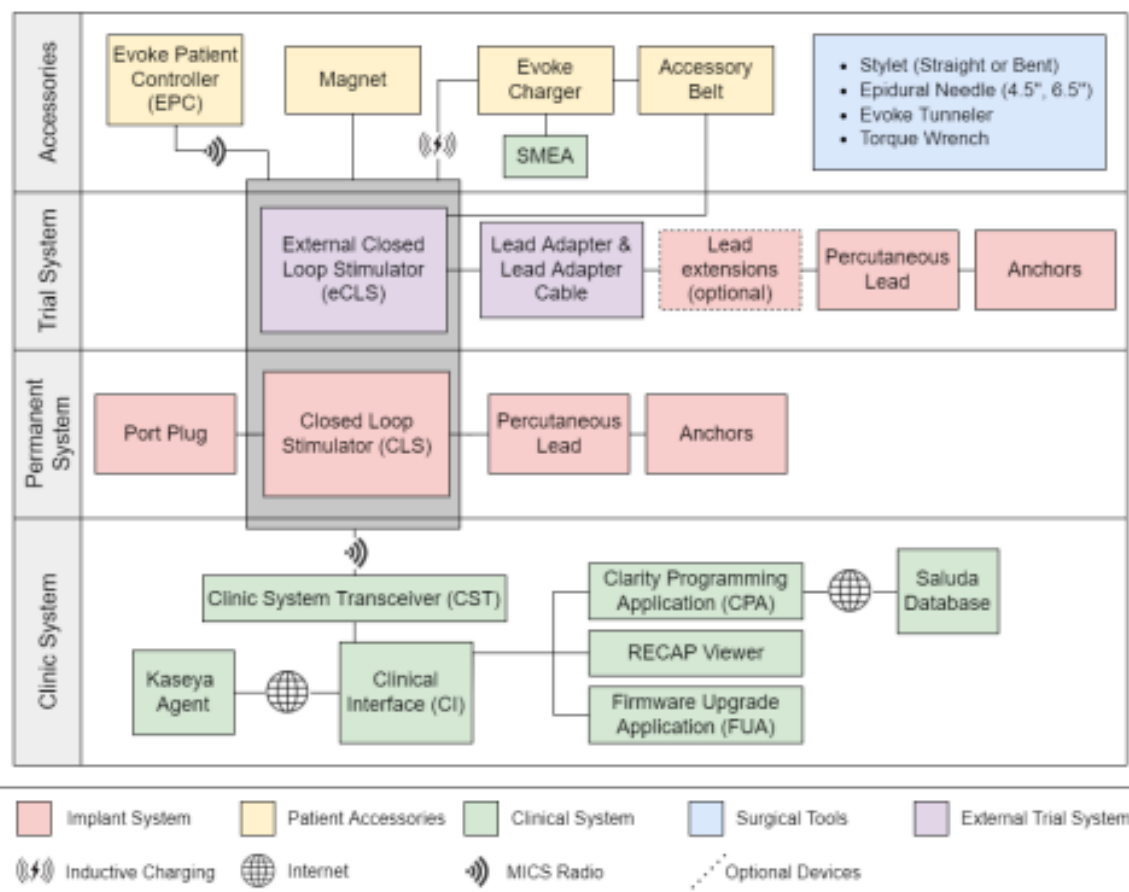 Accessories
Evoke Patient
Controller
(EPC)
Magnet
Evoke
Charger
Accessory
Belt
SMEA
• Stylet (Straight or Bent)
• Epidural Needle (4.5", 6.5")
• Evoke Tunneler
• Torque Wrench
Trial System
External Closed
Loop Stimulator
(eCLS)
Lead Adapter &
Lead Adapter
Cable
Lead
extensions
(optional)
Percutaneous
Lead
Anchors
Permanent
System
Port Plug
Closed Loop
Stimulator (CLS)
Percutaneous
Lead
Anchors
Clinic System
Clinic System Transceiver (CST)
Kaseya
Agent
Clinical
Interface (CI)
Clarity Programming
Application (CPA)
Saluda
Database
RECAP Viewer
Firmware Upgrade
Application (FUA)
Implant System
Patient Accessories
Clinical System
Surgical Tools
External Trial System
Inductive Charging
Internet
MICS Radio
Optional Devices